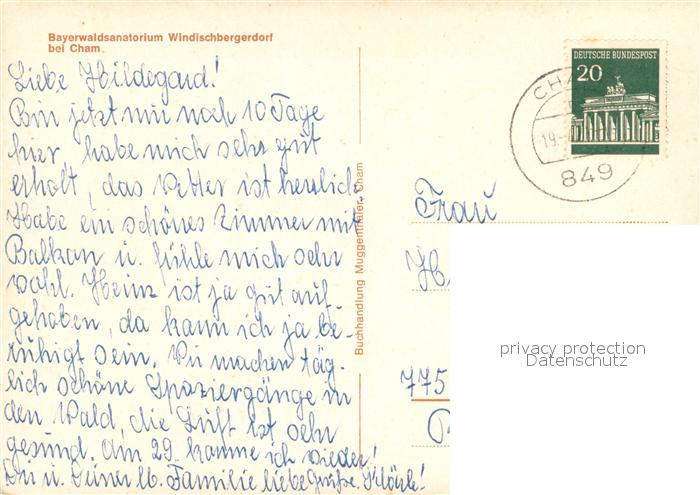 Bayerwaldsanatorium Windischbergerdorf
bei Cham
Liebe Hildegard!
Bin jetzt nur noch 10 Tage
hier, habe mich sehr gut
erholt, das Wetter ist herrlich.
Habe ein schönes Zimmer mit
Balkan u. fühle mich sehr
wohl. Heinz ist ja gut auf-
gehoben, da kann ich ja be-
ruhigt sein. Wir machen täg-
lich schöne Spaziergänge in
den Wald, die Luft ist sehr
gesund. Am 29. komme ich wieder!
Dir u. Deiner lb. Familie liebe Grüße.
Buchhandlung Muggenthaler, Cham
DEUTSCHE BUNDESPOST
20
CHA
19.
849
Frau
H
775
privacy protection
Datenschutz